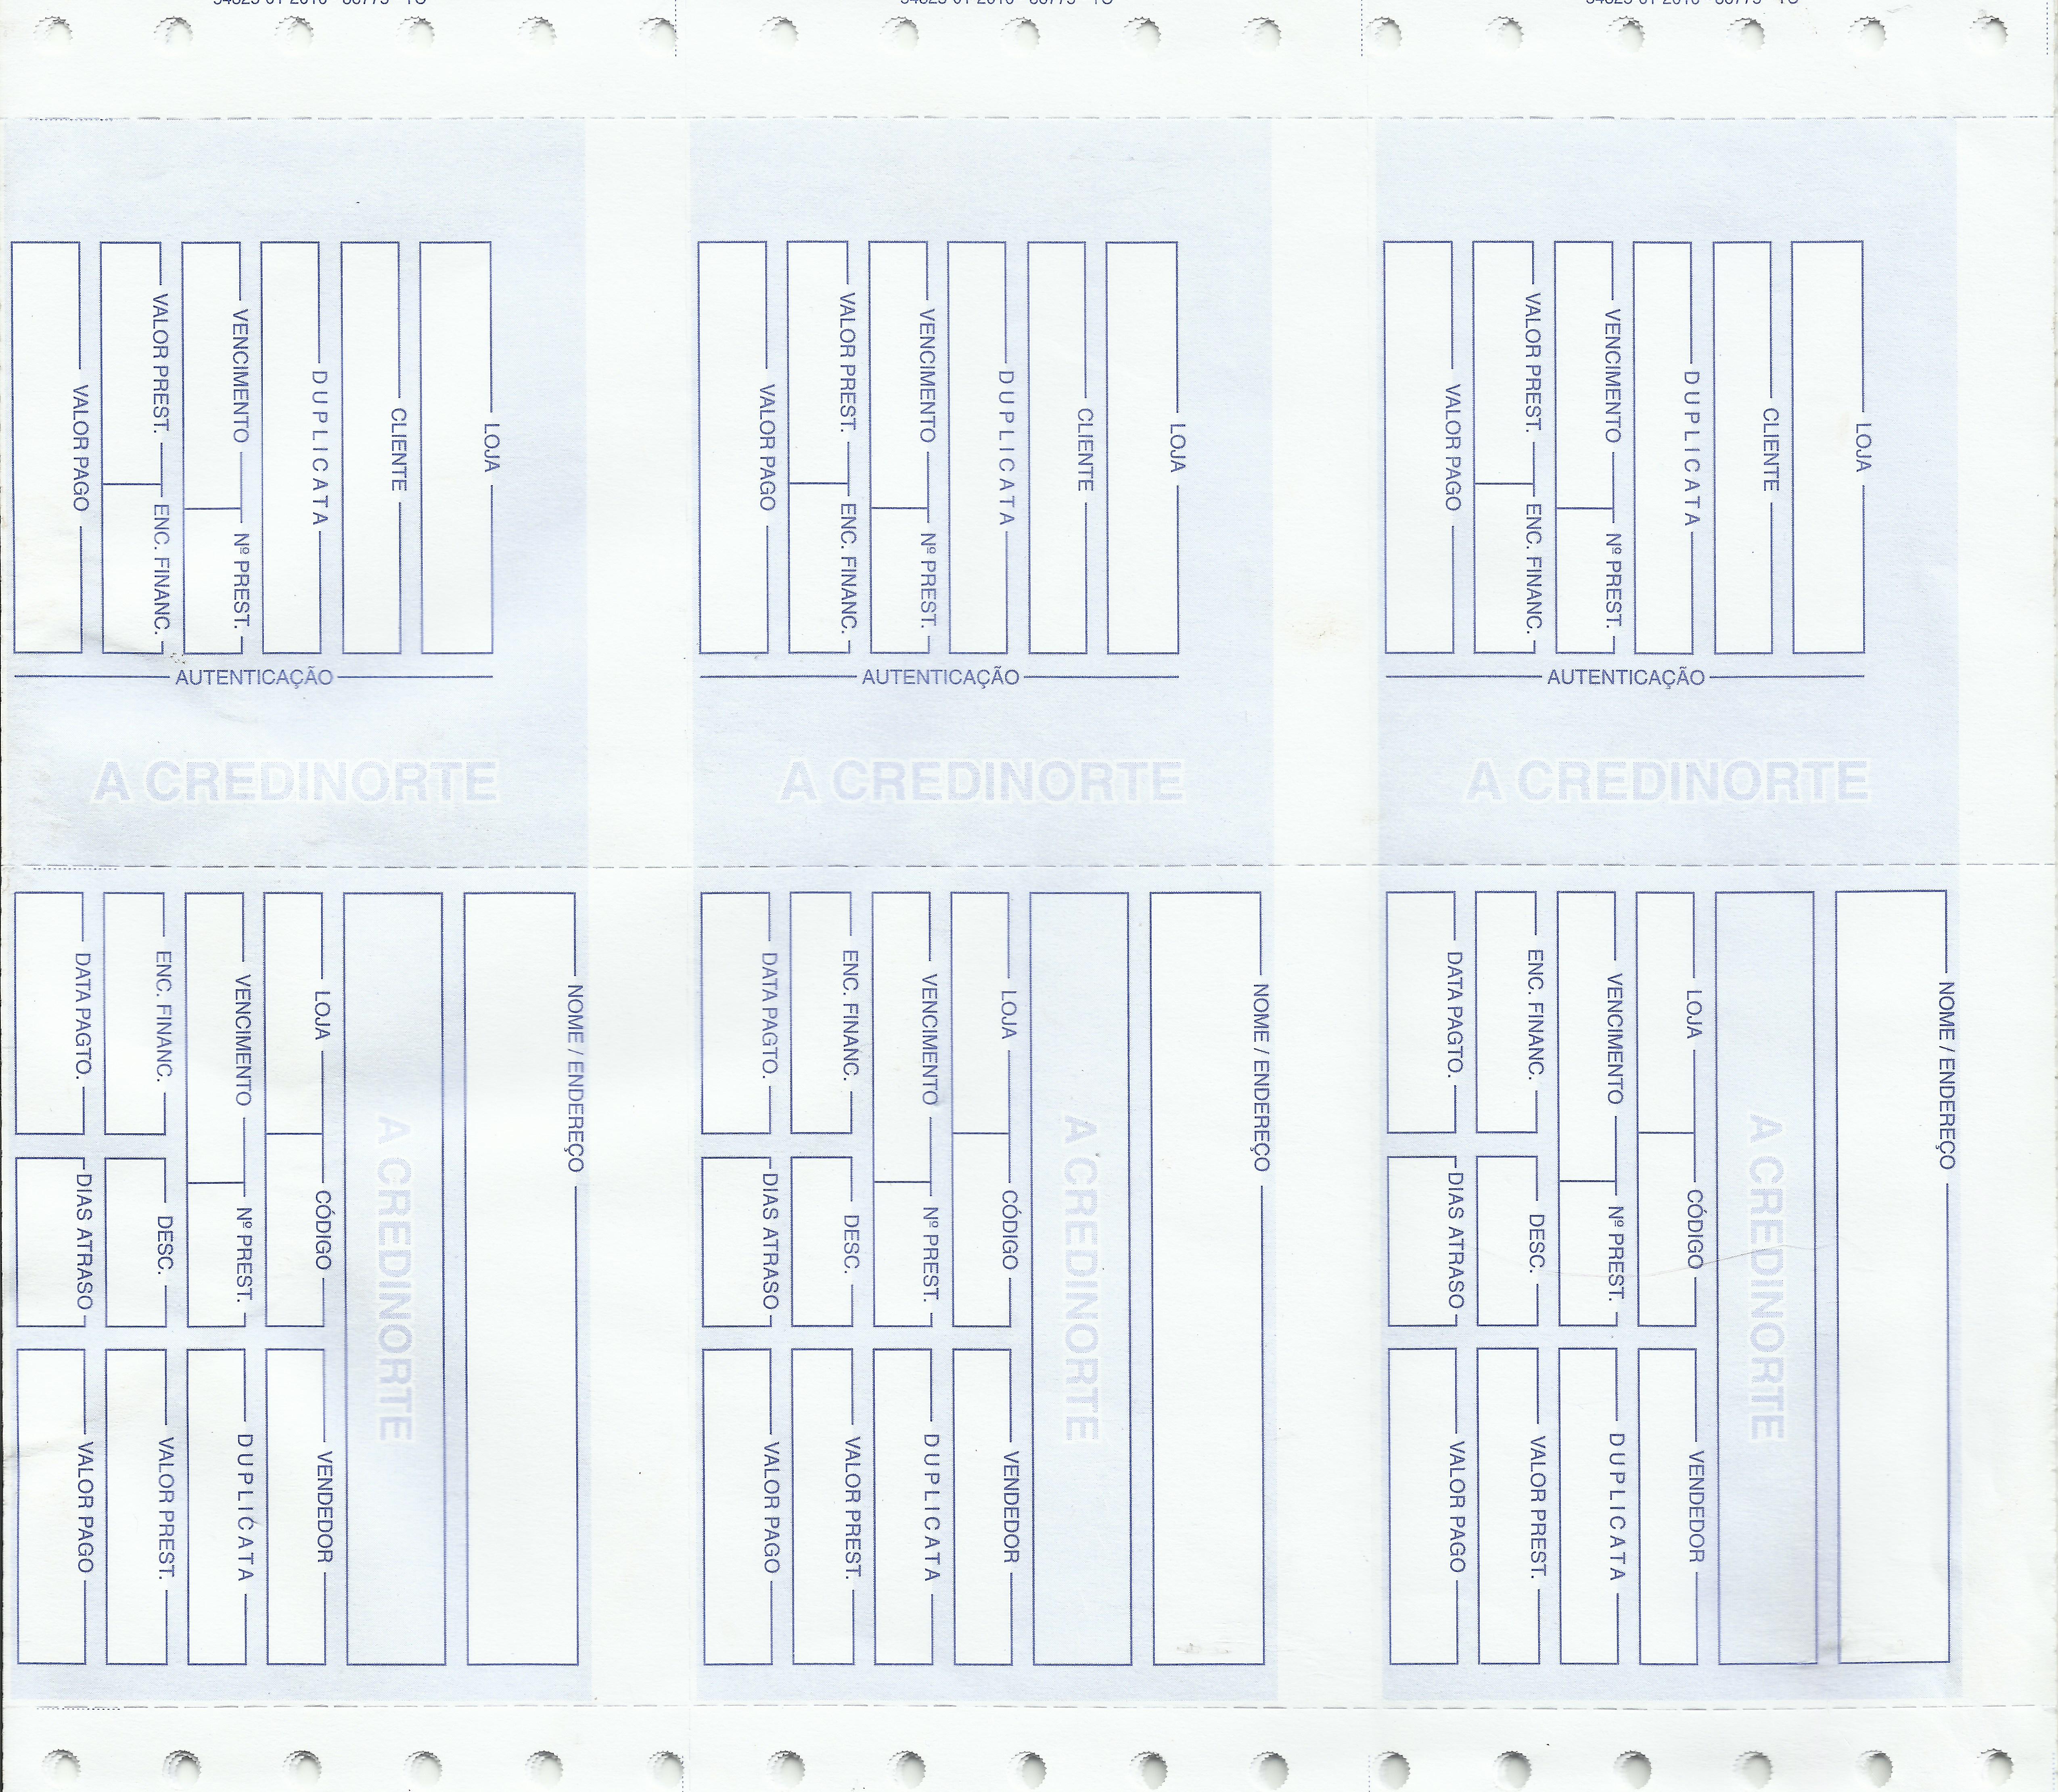 LOJA
CLIENTE
DUPLICATA
VENCIMENTO Nº PREST.
VALOR PREST. ENC. FINANC.
VALOR PAGO
AUTENTICAÇÃO
A CREDINORTE
NOME / ENDEREÇO
A CREDINORTE
LOJA CÓDIGO VENDEDOR
VENCIMENTO Nº PREST. DUPLICATA
ENC. FINANC. DESC. VALOR PREST.
DATA PAGTO. DIAS ATRASO VALOR PAGO
LOJA
CLIENTE
DUPLICATA
VENCIMENTO Nº PREST.
VALOR PREST. ENC. FINANC.
VALOR PAGO
AUTENTICAÇÃO
A CREDINORTE
NOME / ENDEREÇO
A CREDINORTE
LOJA CÓDIGO VENDEDOR
VENCIMENTO Nº PREST. DUPLICATA
ENC. FINANC. DESC. VALOR PREST.
DATA PAGTO. DIAS ATRASO VALOR PAGO
LOJA
CLIENTE
DUPLICATA
VENCIMENTO Nº PREST.
VALOR PREST. ENC. FINANC.
VALOR PAGO
AUTENTICAÇÃO
A CREDINORTE
NOME / ENDEREÇO
A CREDINORTE
LOJA CÓDIGO VENDEDOR
VENCIMENTO Nº PREST. DUPLICATA
ENC. FINANC. DESC. VALOR PREST.
DATA PAGTO. DIAS ATRASO VALOR PAGO